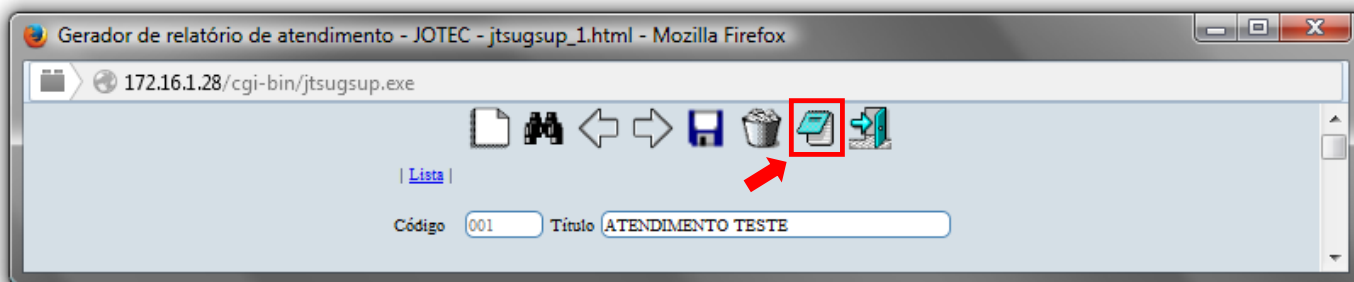 Gerador de relatório de atendimento - JOTEC - jtsugsup_1.html - Mozilla Firefox
172.16.1.28/cgi-bin/jtsugsup.exe
| Lista |
Código 001 Título ATENDIMENTO TESTE